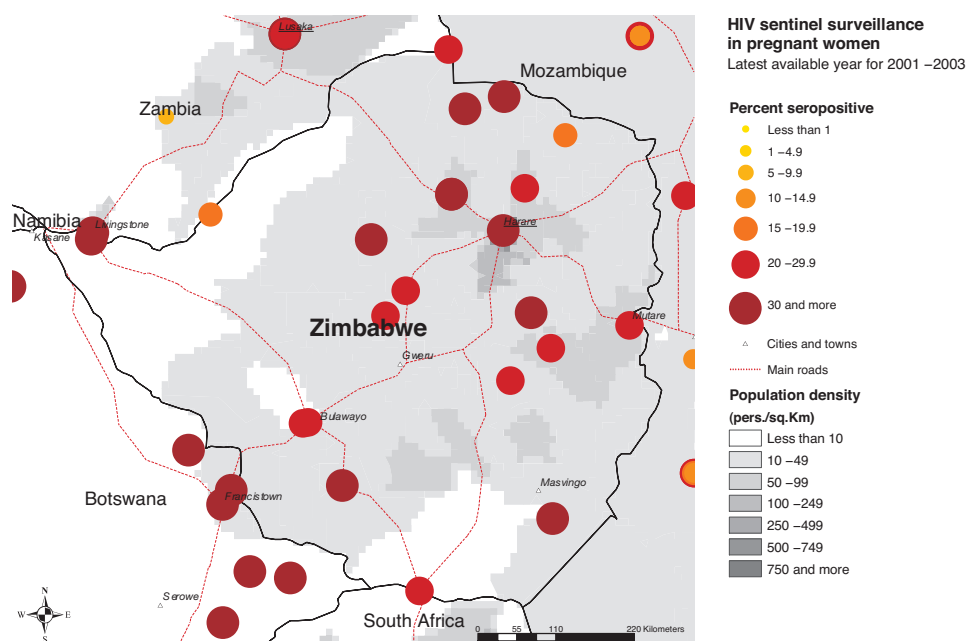 HIV sentinel surveillance
in pregnant women
Latest available year for 2001 –2003
Percent seropositive
Less than 1
1 –4.9
5 –9.9
10 –14.9
15 –19.9
20 –29.9
30 and more
Cities and towns
Main roads
Population density
(pers./sq.Km)
Less than 10
10 –49
50 –99
100 –249
250 –499
500 –749
750 and more
Lusaka
Mozambique
Zambia
Namibia
Livingstone
Kasane
Harare
Zimbabwe
Mutare
Gweru
Bulawayo
Masvingo
Botswana
Francistown
Serowe
South Africa
N
W E
S
0 55 110 220 Kilometers